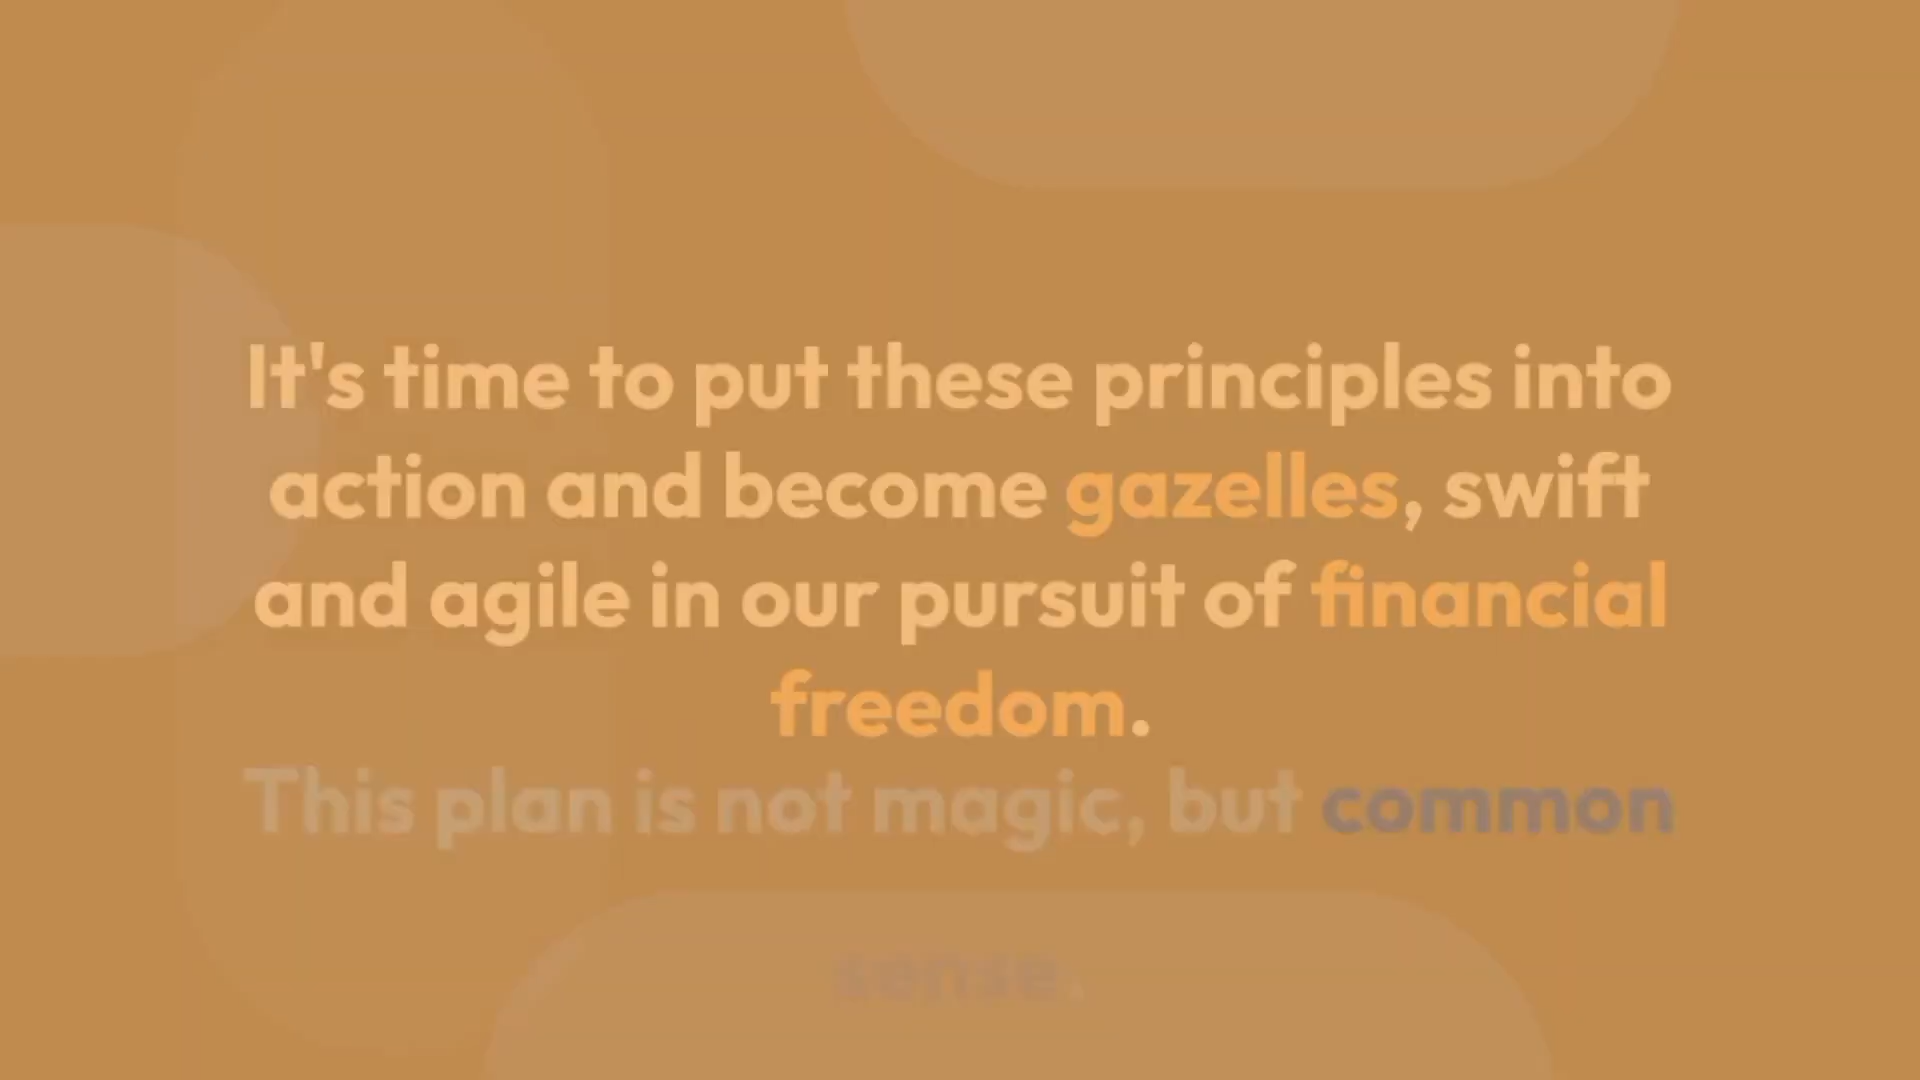 It's time to put these principles into
action and become gazelles, swift
and agile in our pursuit of financial
freedom.
This plan is not magic, but common
sense.